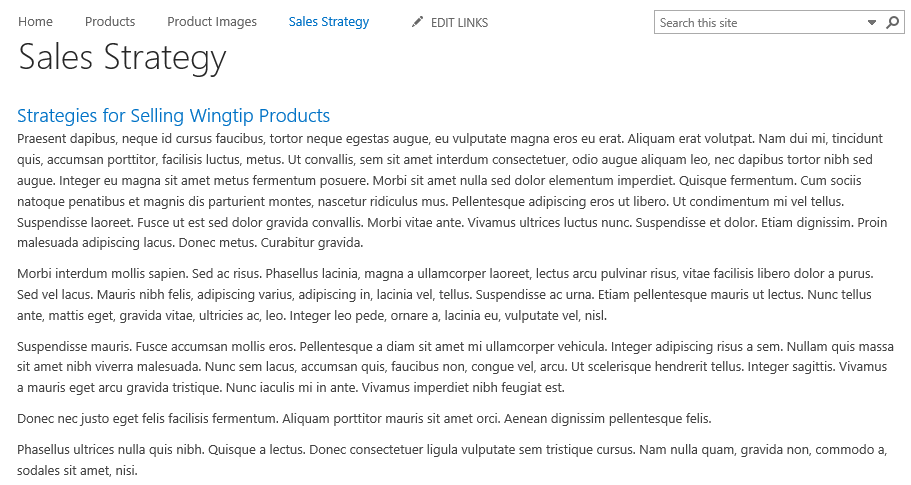 Home Products Product Images Sales Strategy EDIT LINKS Search this site
Sales Strategy
Strategies for Selling Wingtip Products
Praesent dapibus, neque id cursus faucibus, tortor neque egestas augue, eu vulputate magna eros eu erat. Aliquam erat volutpat. Nam dui mi, tincidunt
quis, accumsan porttitor, facilisis luctus, metus. Ut convallis, sem sit amet interdum consectetuer, odio augue aliquam leo, nec dapibus tortor nibh sed
augue. Integer eu magna sit amet metus fermentum posuere. Morbi sit amet nulla sed dolor elementum imperdiet. Quisque fermentum. Cum sociis
natoque penatibus et magnis dis parturient montes, nascetur ridiculus mus. Pellentesque adipiscing eros ut libero. Ut condimentum mi vel tellus.
Suspendisse laoreet. Fusce ut est sed dolor gravida convallis. Morbi vitae ante. Vivamus ultrices luctus nunc. Suspendisse et dolor. Etiam dignissim. Proin
malesuada adipiscing lacus. Donec metus. Curabitur gravida.
Morbi interdum mollis sapien. Sed ac risus. Phasellus lacinia, magna a ullamcorper laoreet, lectus arcu pulvinar risus, vitae facilisis libero dolor a purus.
Sed vel lacus. Mauris nibh felis, adipiscing varius, adipiscing in, lacinia vel, tellus. Suspendisse ac urna. Etiam pellentesque mauris ut lectus. Nunc tellus
ante, mattis eget, gravida vitae, ultricies ac, leo. Integer leo pede, ornare a, lacinia eu, vulputate vel, nisl.
Suspendisse mauris. Fusce accumsan mollis eros. Pellentesque a diam sit amet mi ullamcorper vehicula. Integer adipiscing risus a sem. Nullam quis massa
sit amet nibh viverra malesuada. Nunc sem lacus, accumsan quis, faucibus non, congue vel, arcu. Ut scelerisque hendrerit tellus. Integer sagittis. Vivamus
a mauris eget arcu gravida tristique. Nunc iaculis mi in ante. Vivamus imperdiet nibh feugiat est.
Donec nec justo eget felis facilisis fermentum. Aliquam porttitor mauris sit amet orci. Aenean dignissim pellentesque felis.
Phasellus ultrices nulla quis nibh. Quisque a lectus. Donec consectetuer ligula vulputate sem tristique cursus. Nam nulla quam, gravida non, commodo a,
sodales sit amet, nisi.